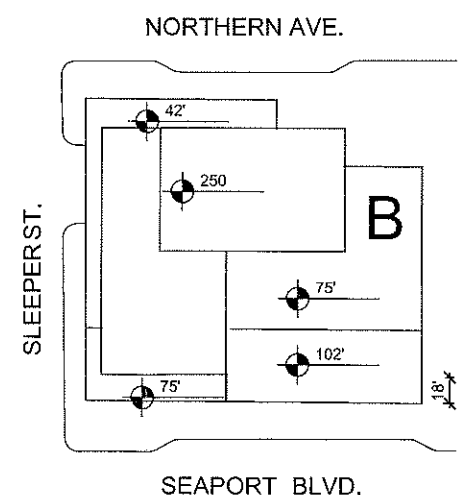 NORTHERN AVE.
42'
250
B
SLEEPER ST.
75'
102'
75'
18'
SEAPORT BLVD.